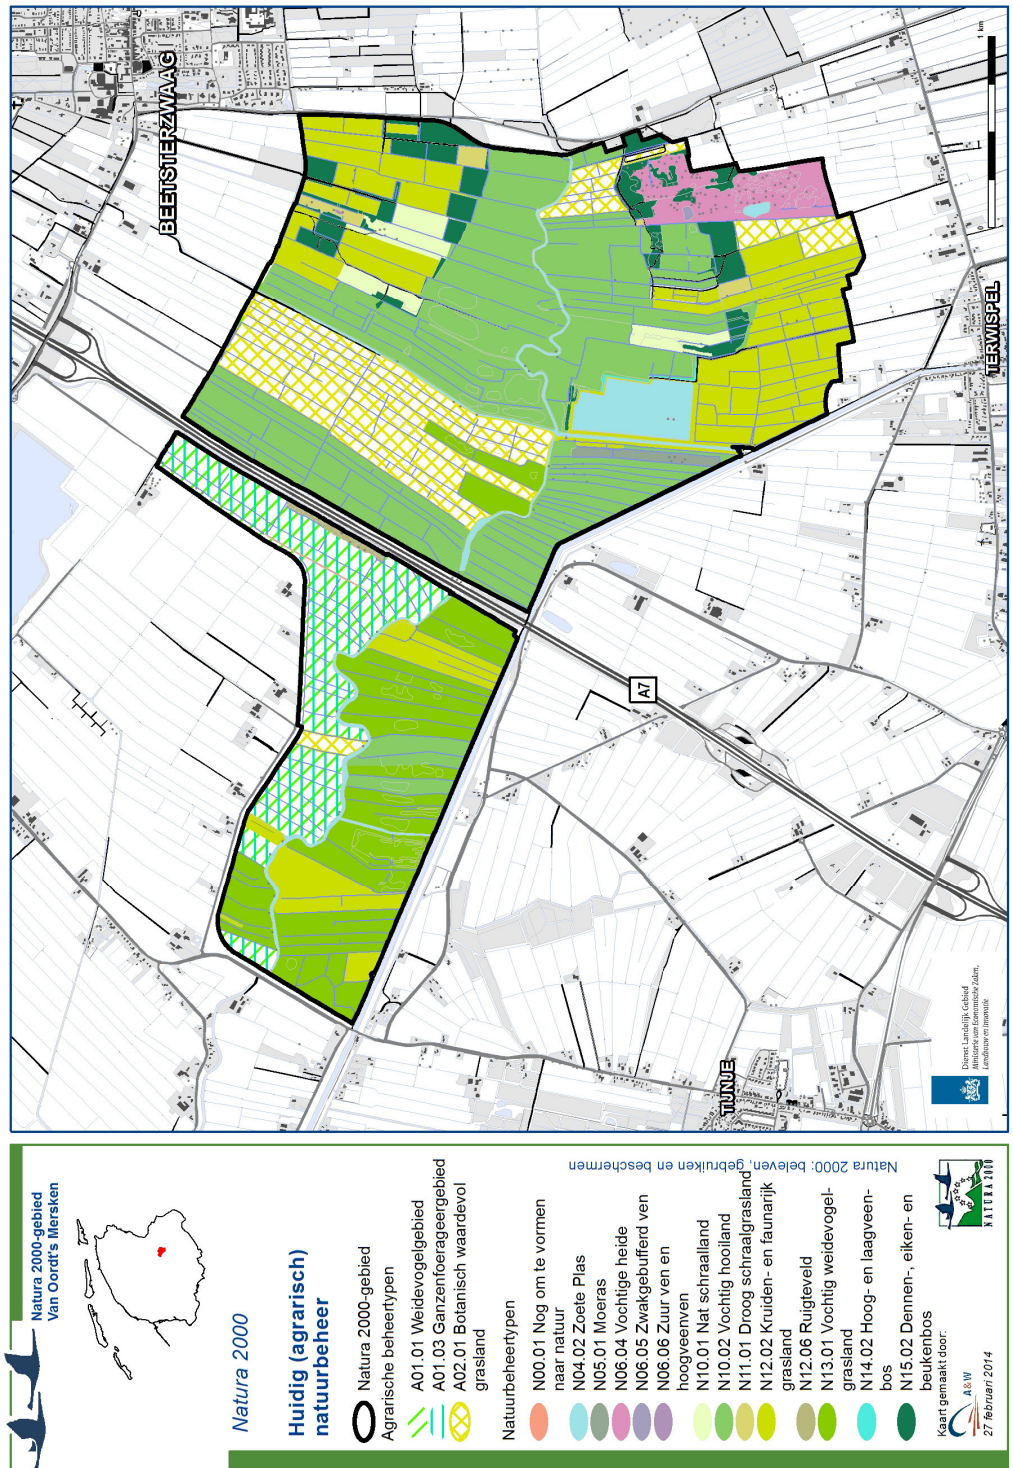 Natura 2000-gebied
Van Oordt's Mersken
Natura 2000
Huidig (agrarisch)
natuurbeheer
Natura 2000-gebied
Agrarische beheertypen
A01.01 Weidevogelgebied
A01.03 Ganzenfoerageergebied
A02.01 Botanisch waardevol
grasland
Natuurbeheertypen
N00.01 Nog om te vormen
naar natuur
N04.02 Zoete Plas
N05.01 Moeras
N06.04 Vochtige heide
N06.05 Zwakgebufferd ven
N06.06 Zuur ven en
hoogveenven
N10.01 Nat schraalland
N10.02 Vochtig hooiland
N11.01 Droog schraalgrasland
N12.02 Kruiden- en faunarijk
grasland
N12.06 Ruigteveld
N13.01 Vochtig weidevogel-
grasland
N14.02 Hoog- en laagveen-
bos
N15.02 Dennen-, eiken- en
beukenbos
Kaart gemaakt door:
A&W
27 februari 2014
Natura 2000: beleven, gebruiken en beschermen
NATURA 2000
BEETSTERZWAAG
TERWISPEL
TIJNJE
A7
km
Dienst Landelijk Gebied
Ministerie van Economische Zaken,
Landbouw en Innovatie